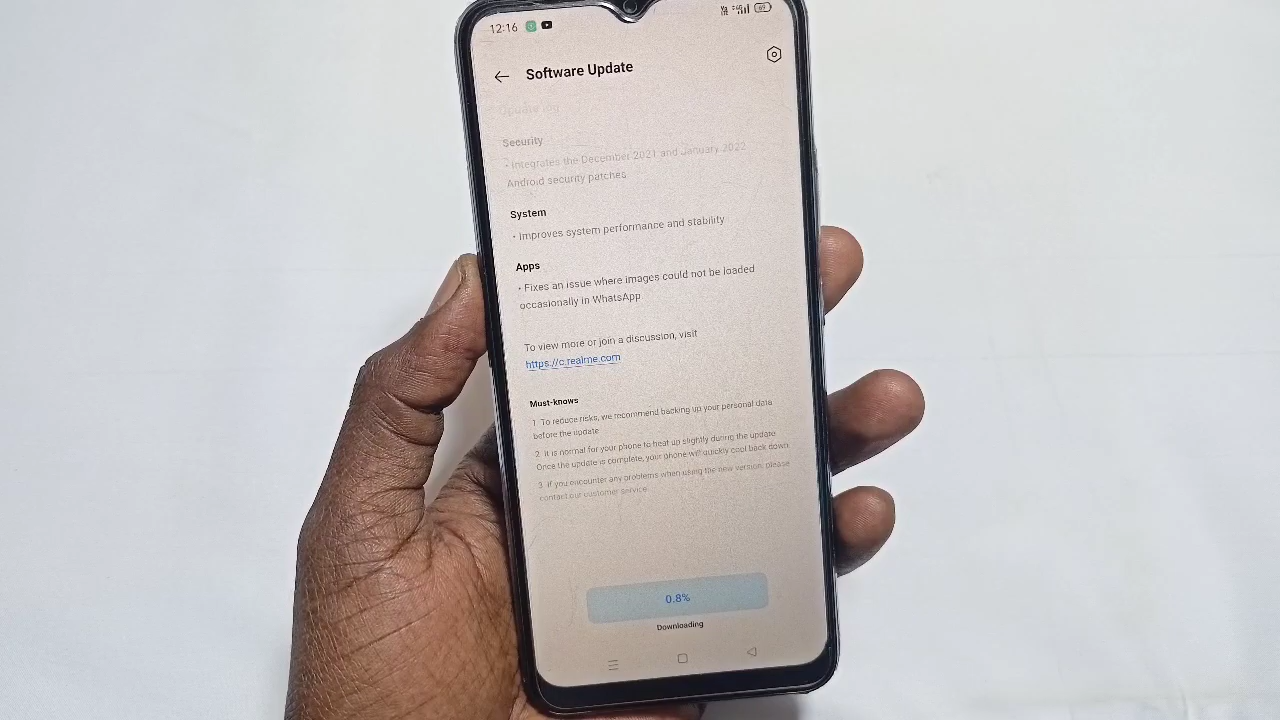 12:16
69
Software Update
Update log
Security
• Integrates the December 2021 and January 2022
Android security patches
System
• Improves system performance and stability
Apps
• Fixes an issue where images could not be loaded
occasionally in WhatsApp
To view more or join a discussion, visit
https://c.realme.com
Must-knows
1. To reduce risks, we recommend backing up your personal data
before the update.
2. It is normal for your phone to heat up slightly during the update.
Once the update is complete, your phone will quickly cool back down.
3. If you encounter any problems when using the new version, please
contact our customer service.
0.8%
Downloading